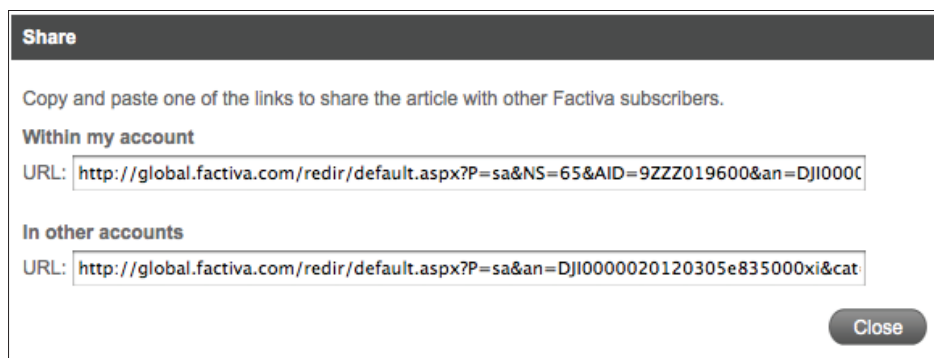 Share
Copy and paste one of the links to share the article with other Factiva subscribers.
Within my account
URL: http://global.factiva.com/redir/default.aspx?P=sa&NS=65&AID=9ZZZ019600&an=DJI0000
In other accounts
URL: http://global.factiva.com/redir/default.aspx?P=sa&an=DJI0000020120305e835000xi&cat
Close